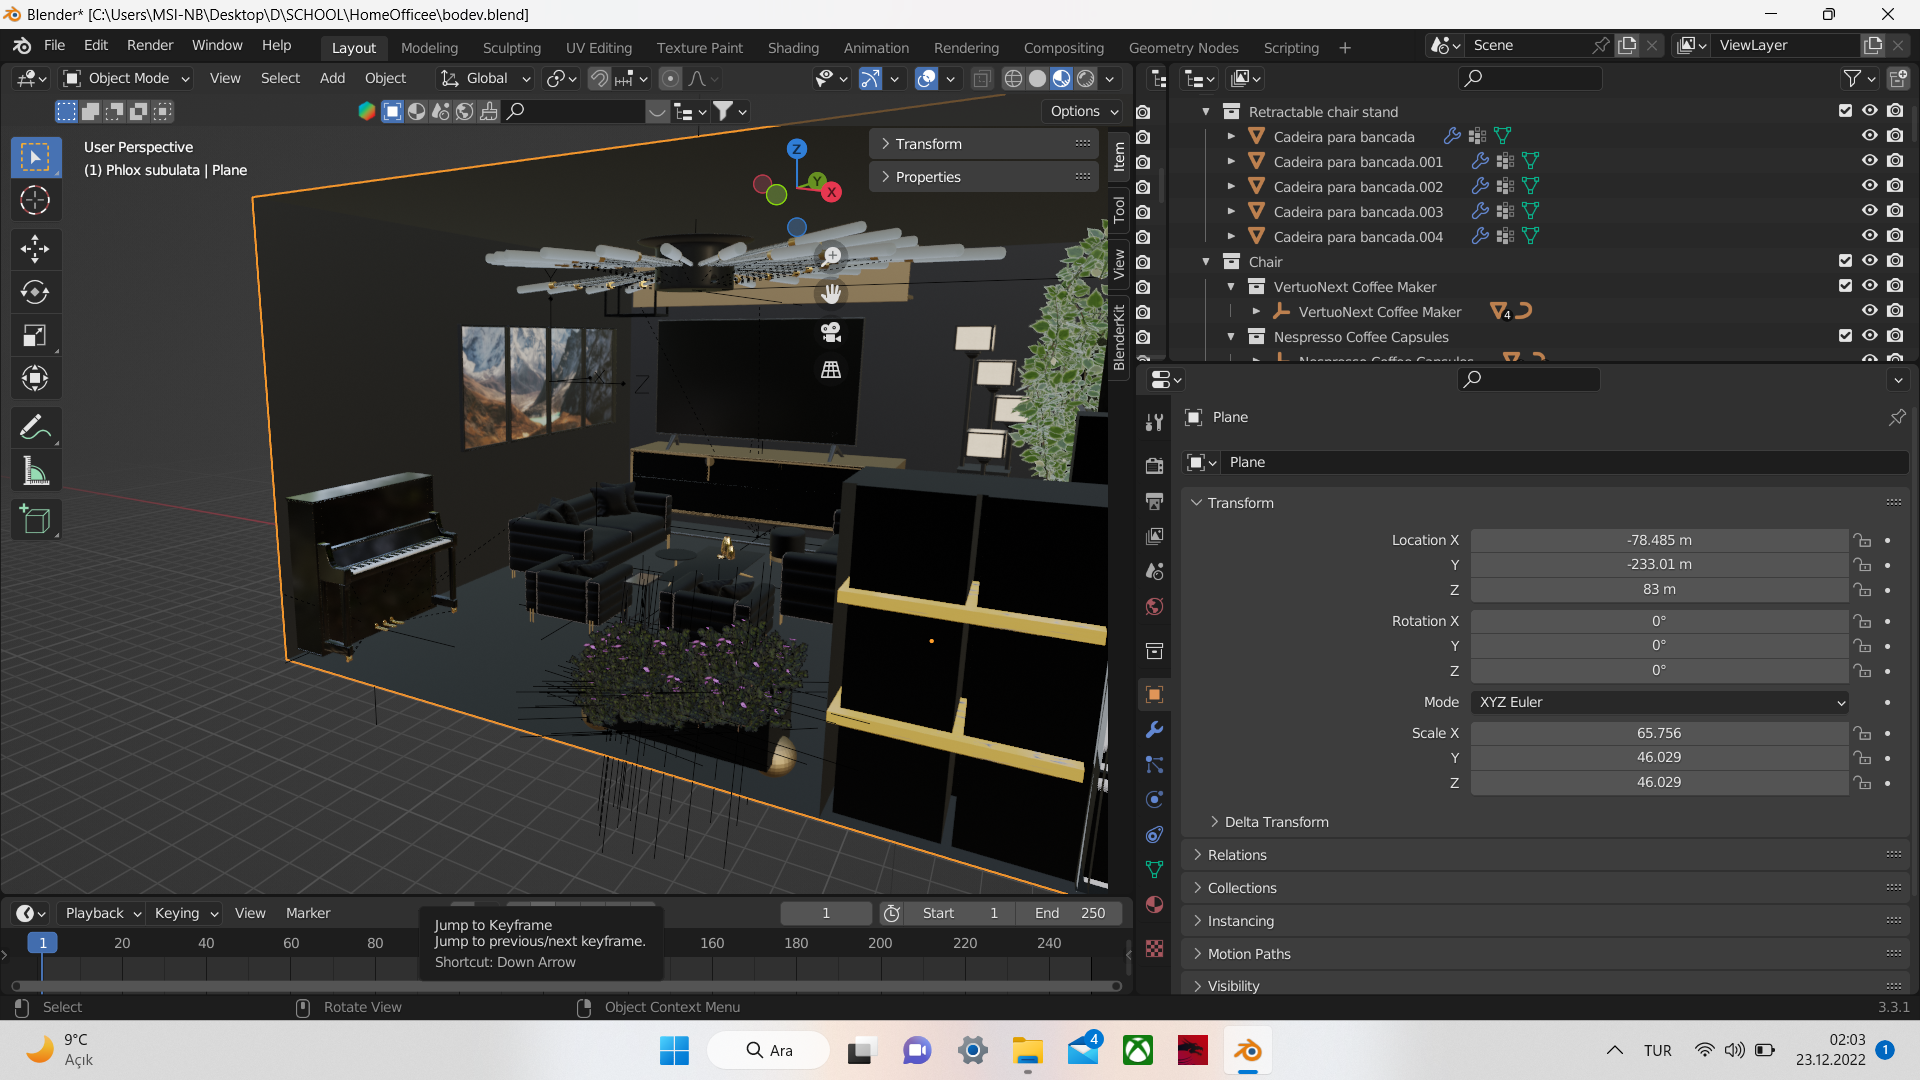 Blender* [C:\Users\MSI-NB\Desktop\D\SCHOOL\HomeOfficee\bodev.blend]
File Edit Render Window Help Layout Modeling Sculpting UV Editing Texture Paint Shading Animation Rendering Compositing Geometry Nodes Scripting Scene ViewLayer
Object Mode View Select Add Object Global
Options
User Perspective
(1) Phlox subulata | Plane
Transform
Properties
Item
Tool
View
BlenderKit
Z
Y
X
Z
Retractable chair stand
Cadeira para bancada
Cadeira para bancada.001
Cadeira para bancada.002
Cadeira para bancada.003
Cadeira para bancada.004
Chair
VertuoNext Coffee Maker
VertuoNext Coffee Maker 4
Nespresso Coffee Capsules
Nespresso Coffee Capsules
Plane
Plane
Transform
Location X -78.485 m
Y -233.01 m
Z 83 m
Rotation X 0°
Y 0°
Z 0°
Mode XYZ Euler
Scale X 65.756
Y 46.029
Z 46.029
Delta Transform
Relations
Collections
Instancing
Motion Paths
Visibility
Playback Keying View Marker 1 Start 1 End 250
1 20 40 60 80 160 180 200 220 240
Jump to Keyframe
Jump to previous/next keyframe.
Shortcut: Down Arrow
Select Rotate View Object Context Menu 3.3.1
9°C
Açık
Ara
4
TUR
02:03
23.12.2022
1